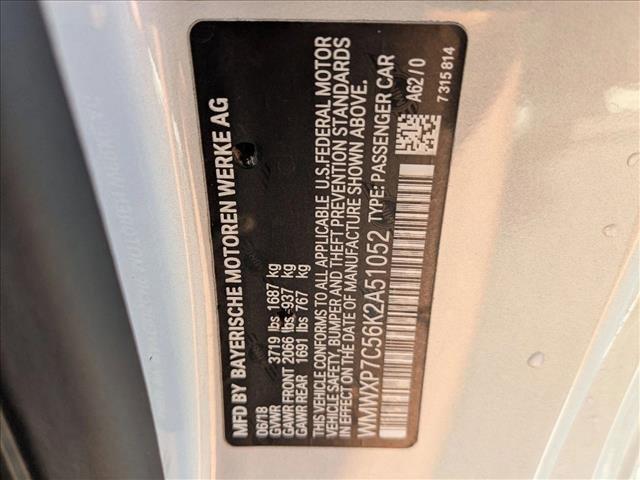 MFD BY BAYERISCHE MOTOREN WERKE AG
06/18
GVWR 3719 lbs 1687 kg
GAWR FRONT 2066 lbs 937 kg
GAWR REAR 1691 lbs 767 kg
THIS VEHICLE CONFORMS TO ALL APPLICABLE U.S.FEDERAL MOTOR
VEHICLE SAFETY, BUMPER AND THEFT PREVENTION STANDARDS
IN EFFECT ON THE DATE OF MANUFACTURE SHOWN ABOVE.
WMWXP7C56K2A51052 TYPE: PASSENGER CAR
A62/0
7 315 814